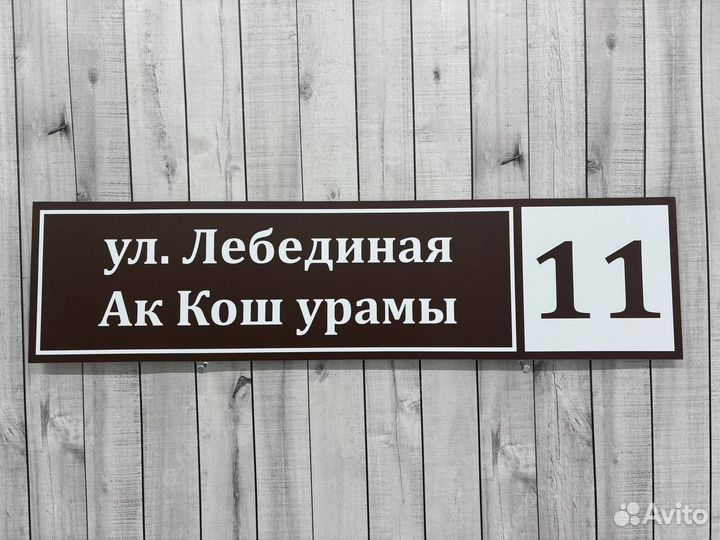 ул. Лебединая
Ак Кош урамы
11
Avito